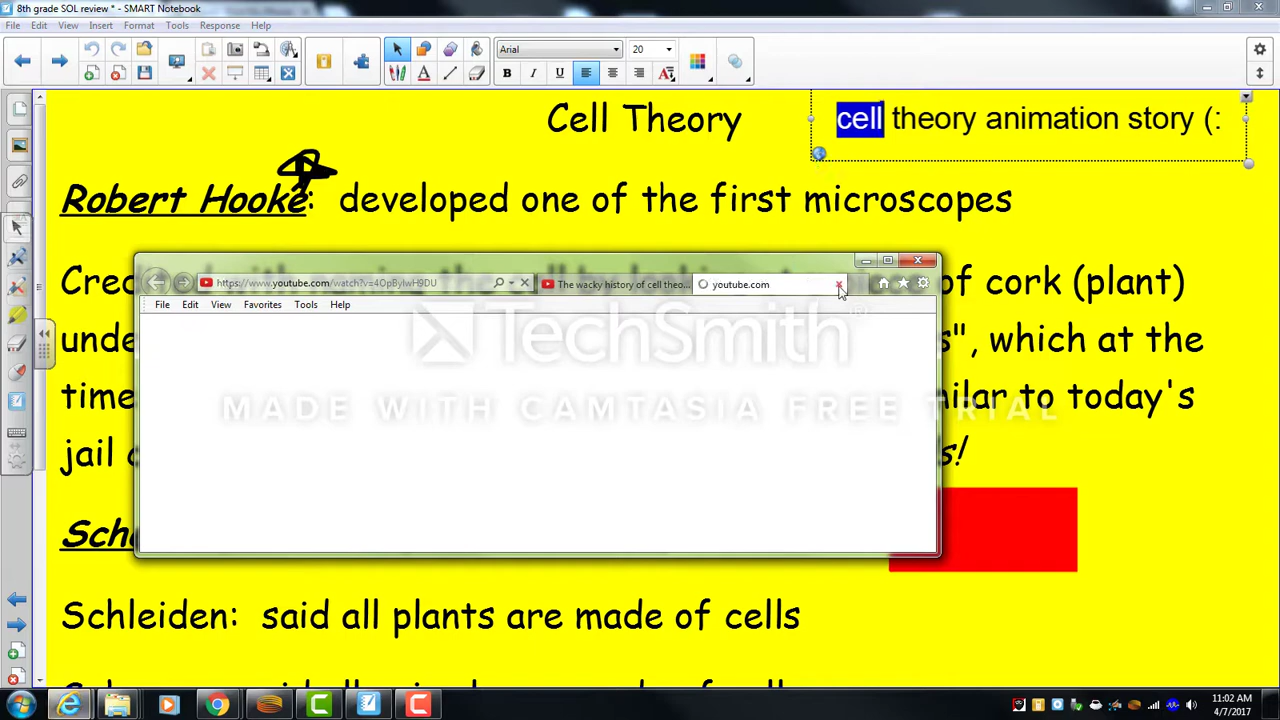 8th grade SOL review * - SMART Notebook
File Edit View Insert Format Tools Response Help
Arial 20
B I U A
Cell Theory
cell theory animation story (:
Robert Hooke: developed one of the first microscopes
https://www.youtube.com/watch?v=4OpBylwH9DU
The wacky history of cell theo...
youtube.com
File Edit View Favorites Tools Help
of cork (plant)
unde s", which at the
time ilar to today's
jail s!
TechSmith
MADE WITH CAMTASIA FREE TRIAL
Schleiden: said all plants are made of cells
11:02 AM
4/7/2017